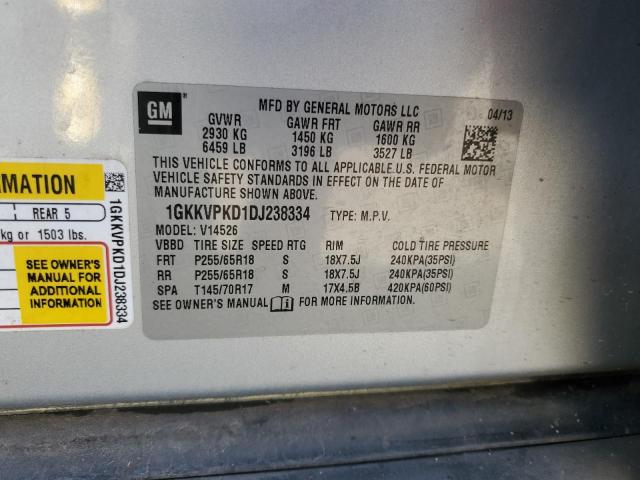 GM
MFD BY GENERAL MOTORS LLC
04/13
GVWR GAWR FRT GAWR RR
2930 KG 1450 KG 1600 KG
6459 LB 3196 LB 3527 LB
THIS VEHICLE CONFORMS TO ALL APPLICABLE U.S. FEDERAL MOTOR
VEHICLE SAFETY STANDARDS IN EFFECT ON THE DATE OF
MANUFACTURE SHOWN ABOVE.
1GKKVPKD1DJ238334 TYPE: M.P.V.
MODEL: V14526
VBBD TIRE SIZE SPEED RTG RIM COLD TIRE PRESSURE
FRT P255/65R18 S 18X7.5J 240KPA(35PSI)
RR P255/65R18 S 18X7.5J 240KPA(35PSI)
SPA T145/70R17 M 17X4.5B 420KPA(60PSI)
SEE OWNER'S MANUAL FOR MORE INFORMATION.
REAR 5
kg or 1503 lbs.
SEE OWNER'S
MANUAL FOR
ADDITIONAL
INFORMATION
1GKKVPKD1DJ238334